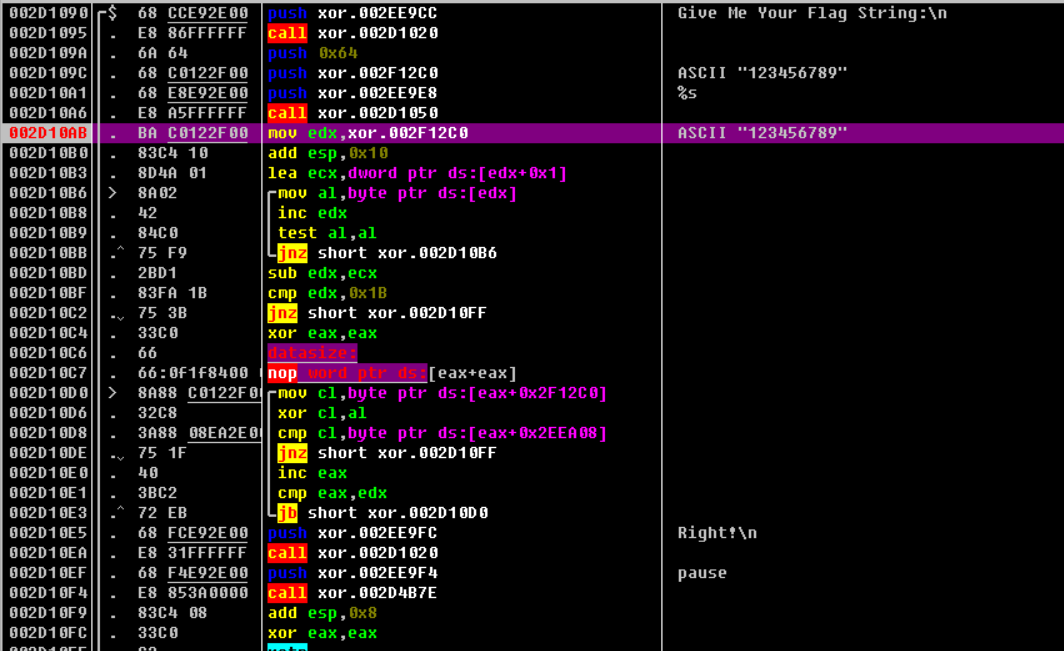 002D1090 $ 68 CCE92E00 push xor.002EE9CC Give Me Your Flag String:\n
002D1095 . E8 86FFFFFF call xor.002D1020
002D109A . 6A 64 push 0x64
002D109C . 68 C0122F00 push xor.002F12C0 ASCII "123456789"
002D10A1 . 68 E8E92E00 push xor.002EE9E8 %s
002D10A6 . E8 A5FFFFFF call xor.002D1050
002D10AB . BA C0122F00 mov edx,xor.002F12C0 ASCII "123456789"
002D10B0 . 83C4 10 add esp,0x10
002D10B3 . 8D4A 01 lea ecx,dword ptr ds:[edx+0x1]
002D10B6 > 8A02 mov al,byte ptr ds:[edx]
002D10B8 . 42 inc edx
002D10B9 . 84C0 test al,al
002D10BB .^ 75 F9 jnz short xor.002D10B6
002D10BD . 2BD1 sub edx,ecx
002D10BF . 83FA 1B cmp edx,0x1B
002D10C2 .v 75 3B jnz short xor.002D10FF
002D10C4 . 33C0 xor eax,eax
002D10C6 . 66 datasize:
002D10C7 . 66:0F1F8400 nop word ptr ds:[eax+eax]
002D10D0 > 8A88 C0122F0 mov cl,byte ptr ds:[eax+0x2F12C0]
002D10D6 . 32C8 xor cl,al
002D10D8 . 3A88 08EA2E0 cmp cl,byte ptr ds:[eax+0x2EEA08]
002D10DE .v 75 1F jnz short xor.002D10FF
002D10E0 . 40 inc eax
002D10E1 . 3BC2 cmp eax,edx
002D10E3 .^ 72 EB jb short xor.002D10D0
002D10E5 . 68 FCE92E00 push xor.002EE9FC Right!\n
002D10EA . E8 31FFFFFF call xor.002D1020
002D10EF . 68 F4E92E00 push xor.002EE9F4 pause
002D10F4 . E8 853A0000 call xor.002D4B7E
002D10F9 . 83C4 08 add esp,0x8
002D10FC . 33C0 xor eax,eax